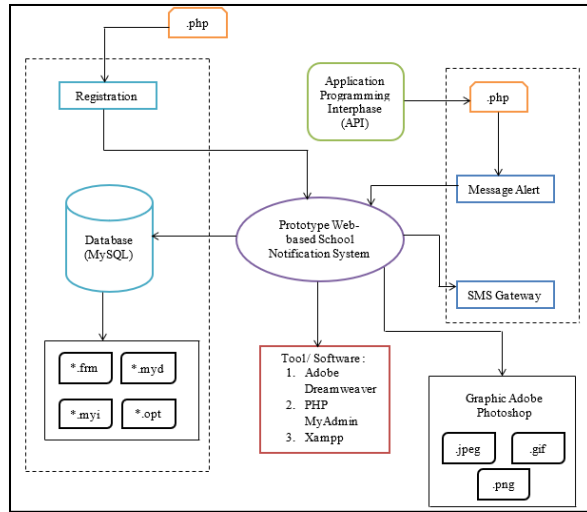 .php
Registration
Application
Programming
Interphase
(API)
.php
Message Alert
Database
(MySQL)
Prototype Web-
based School
Notification System
SMS Gateway
*.frm
*.myd
*.myi
*.opt
Tool/ Software :
1. Adobe
Dreamweaver
2. PHP
MyAdmin
3. Xampp
Graphic Adobe
Photoshop
.jpeg
.gif
.png